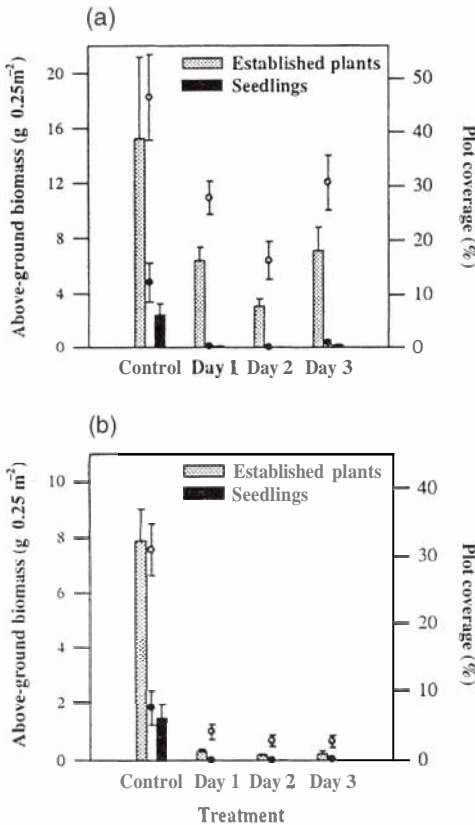 (a)
Above-ground biomass (g 0.25m-2)
22
16
12
8
4
0
Established plants
Seedlings
50
40
30
20
10
0
Plot coverage (%)
Control Day 1 Day 2 Day 3
(b)
Above-ground biomass (g 0.25 m-2)
10
8
6
4
2
0
Established plants
Seedlings
40
30
20
10
0
Plot coverage (%)
Control Day 1 Day 2 Day 3
Treatment